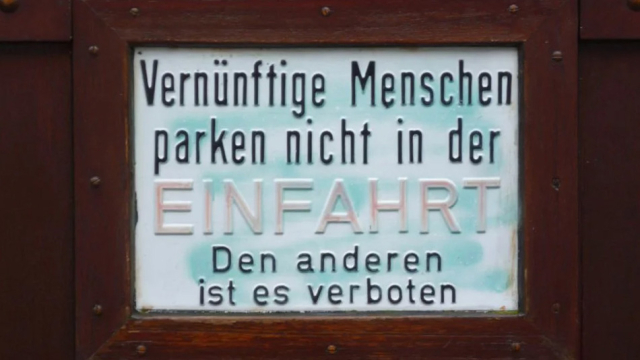 Vernünftige Menschen
parken nicht in der
EINFAHRT
Den anderen
ist es verboten